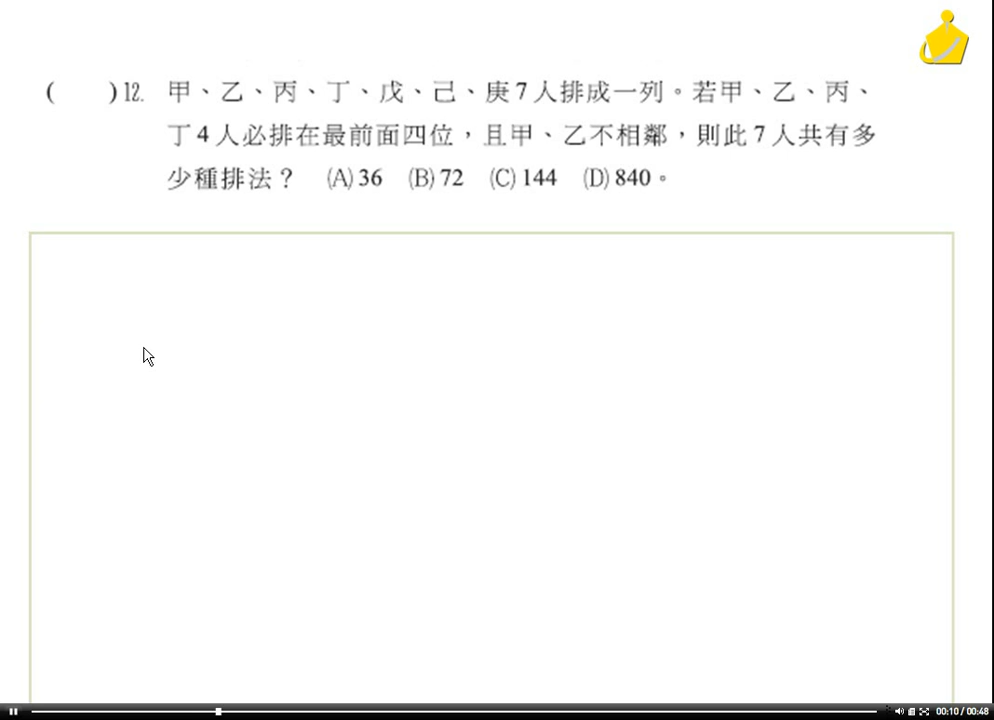 ( )12. 甲、乙、丙、丁、戊、己、庚 7 人排成一列。若甲、乙、丙、
丁 4 人必排在最前面四位，且甲、乙不相鄰，則此 7 人共有多
少種排法？ (A) 36 (B) 72 (C) 144 (D) 840。
00:10 / 00:48